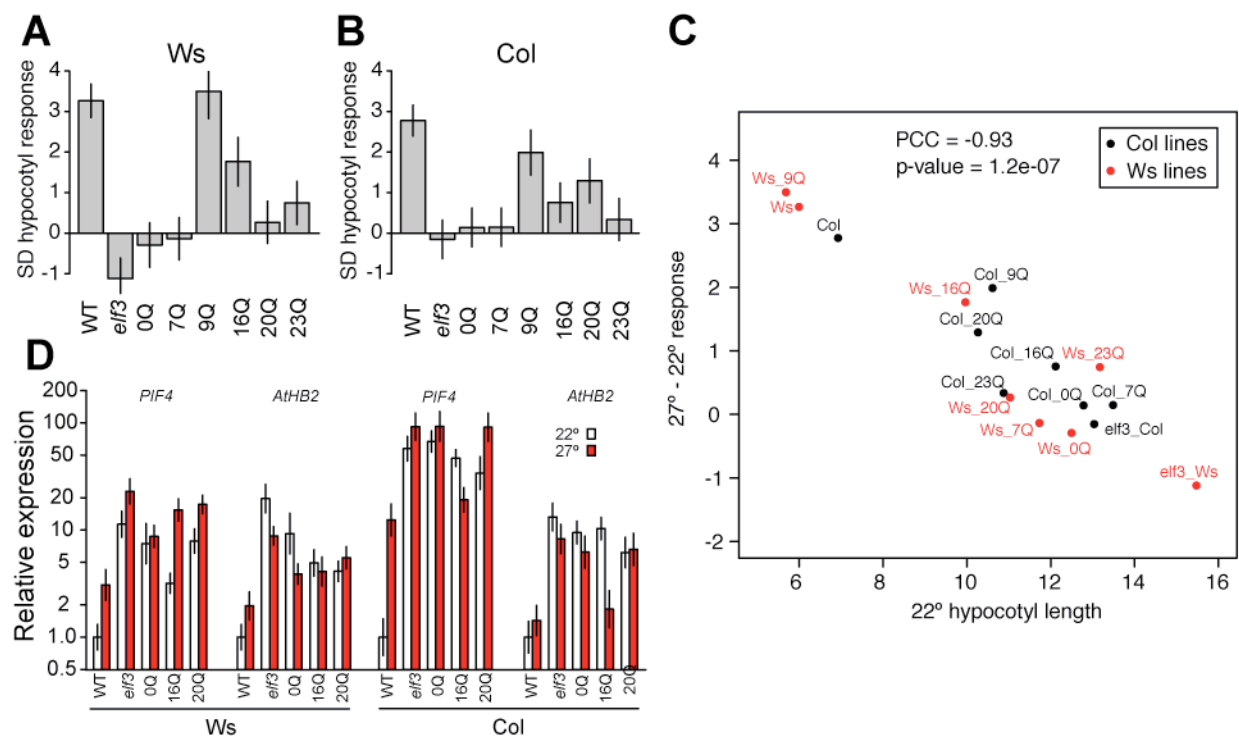 A
Ws
SD hypocotyl response
4
3
2
1
0
-1
WT
elf3
0Q
7Q
9Q
16Q
20Q
23Q
B
Col
SD hypocotyl response
4
3
2
1
0
-1
WT
elf3
0Q
7Q
9Q
16Q
20Q
23Q
C
PCC = -0.93
p-value = 1.2e-07
Col lines
Ws lines
27º - 22º response
4
3
2
1
0
-1
-2
Ws_9Q
Ws
Col
Col_9Q
Ws_16Q
Col_20Q
Col_16Q
Ws_23Q
Col_23Q
Col_0Q
Col_7Q
Ws_20Q
Ws_7Q
Ws_0Q
elf3_Col
elf3_Ws
6
8
10
12
14
16
22º hypocotyl length
D
Relative expression
200
100
50
20
10
5
2
1.0
0.5
PIF4
AtHB2
PIF4
AtHB2
22º
27º
WT
elf3
0Q
16Q
20Q
WT
elf3
0Q
16Q
20Q
WT
elf3
0Q
16Q
20Q
WT
elf3
0Q
16Q
20Q
Ws
Col